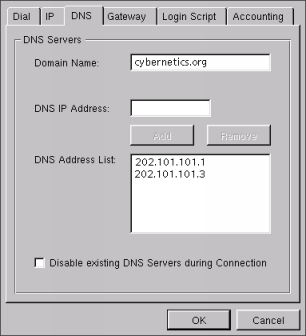 Dial IP DNS Gateway Login Script Accounting
DNS Servers
Domain Name: cybernetics.org
DNS IP Address:
Add Remove
DNS Address List: 202.101.101.1
202.101.101.3
Disable existing DNS Servers during Connection
OK Cancel